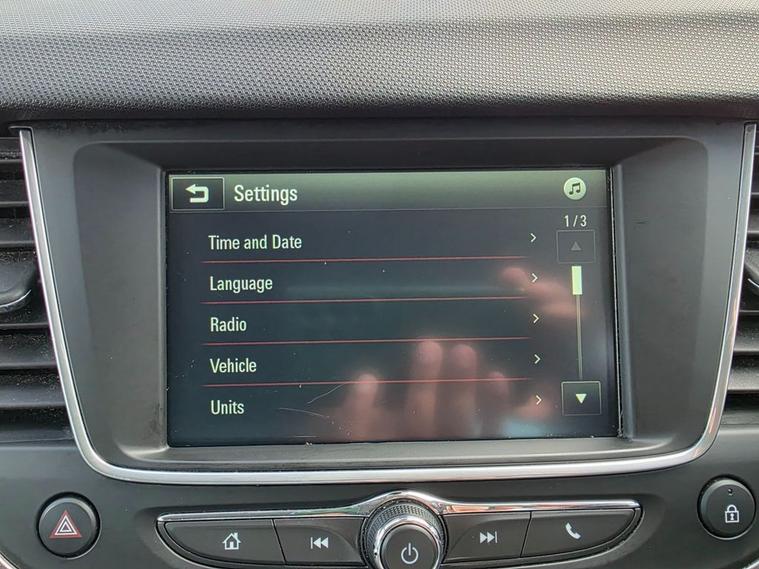 Settings
1/3
Time and Date
Language
Radio
Vehicle
Units